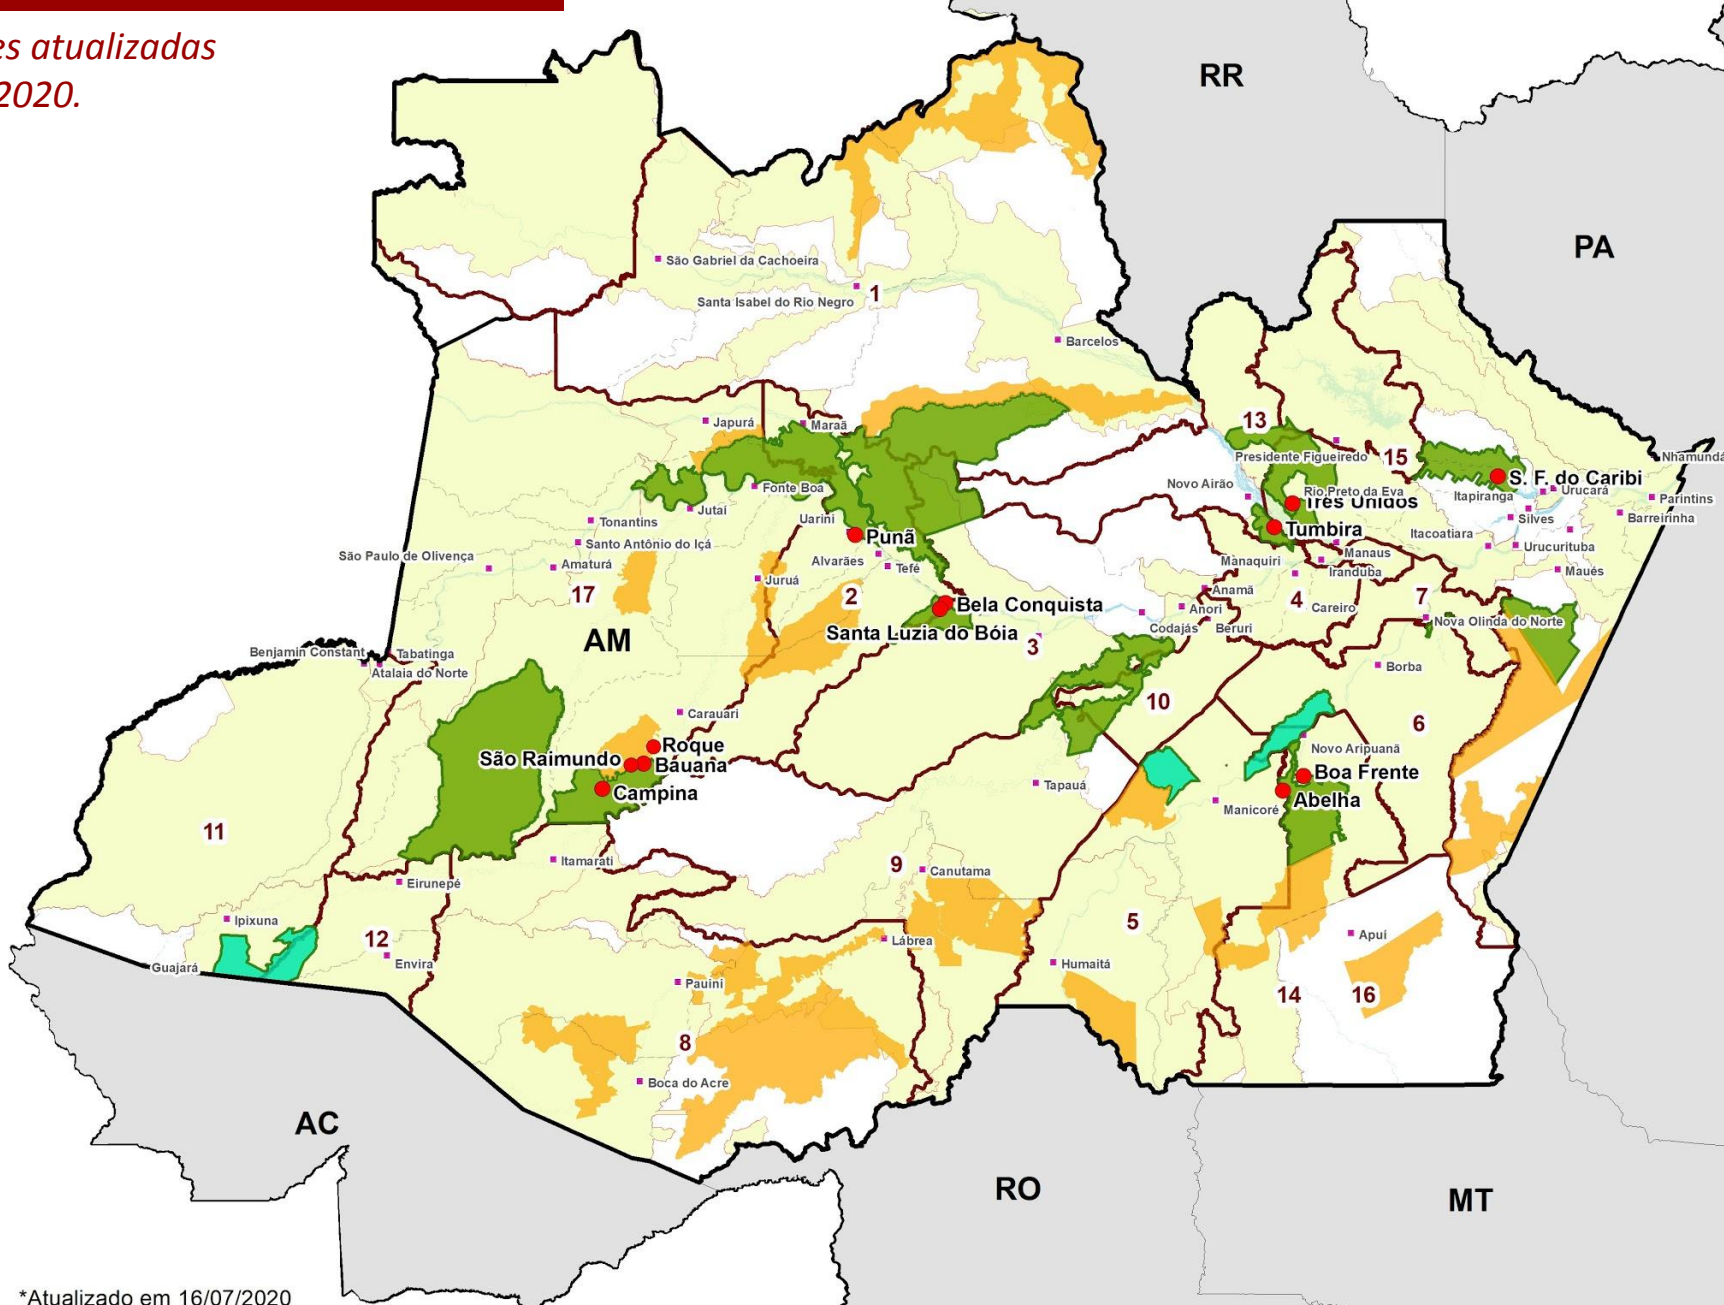 es atualizadas
2020.
RR
PA
São Gabriel da Cachoeira
Santa Isabel do Rio Negro
1
Barcelos
Japurá
Maraã
13
15
Presidente Figueiredo
Nhamundá
Fonte Boa
Novo Airão
Rio Preto da Eva
Três Unidos
S. F. do Caribi
Itapiranga
Urucará
Parintins
Jutaí
Uarini
Tonantins
Silves
Barreirinha
Punã
Tumbira
Itacoatiara
Santo Antônio do Içá
São Paulo de Olivença
Amaturá
Alvarães
Tefé
Manaquiri
Manaus
Iranduba
Urucurituba
Maués
Juruá
17
2
Bela Conquista
Anamã
4
Careiro
7
Anori
Santa Luzia do Bóia
Codajás
Beruri
Nova Olinda do Norte
AM
3
Benjamin Constant
Tabatinga
Atalaia do Norte
Borba
10
Carauari
6
Roque
São Raimundo
Bauana
Novo Aripuanã
Boa Frente
Campina
Tapauá
Abelha
Manicoré
11
Itamarati
9
Canutama
Eirunepé
Ipixuna
5
12
Lábrea
Apuí
Guajará
Envira
Humaitá
Pauini
14
16
8
Boca do Acre
AC
RO
MT
*Atualizado em 16/07/2020